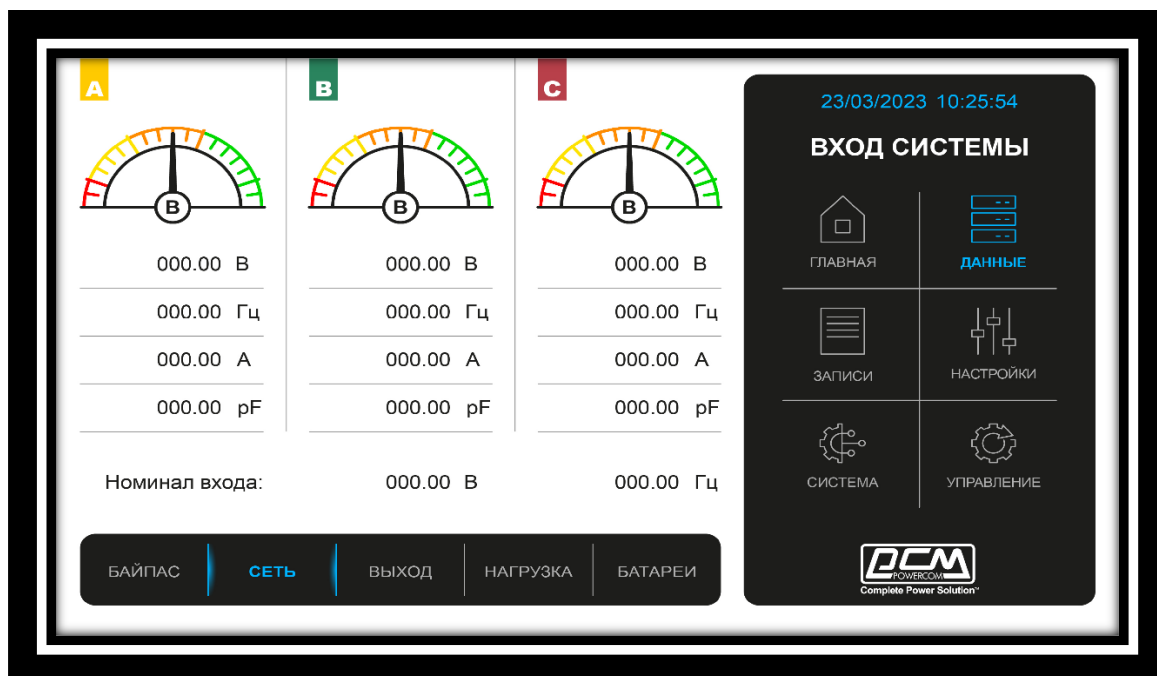 A B C
В В В
000.00 В 000.00 В 000.00 В
000.00 Гц 000.00 Гц 000.00 Гц
000.00 А 000.00 А 000.00 А
000.00 pF 000.00 pF 000.00 pF
Номинал входа: 000.00 В 000.00 Гц
БАЙПАС СЕТЬ ВЫХОД НАГРУЗКА БАТАРЕИ
23/03/2023 10:25:54
ВХОД СИСТЕМЫ
ГЛАВНАЯ ДАННЫЕ
ЗАПИСИ НАСТРОЙКИ
СИСТЕМА УПРАВЛЕНИЕ
PCM
POWERCOM
Complete Power Solution™